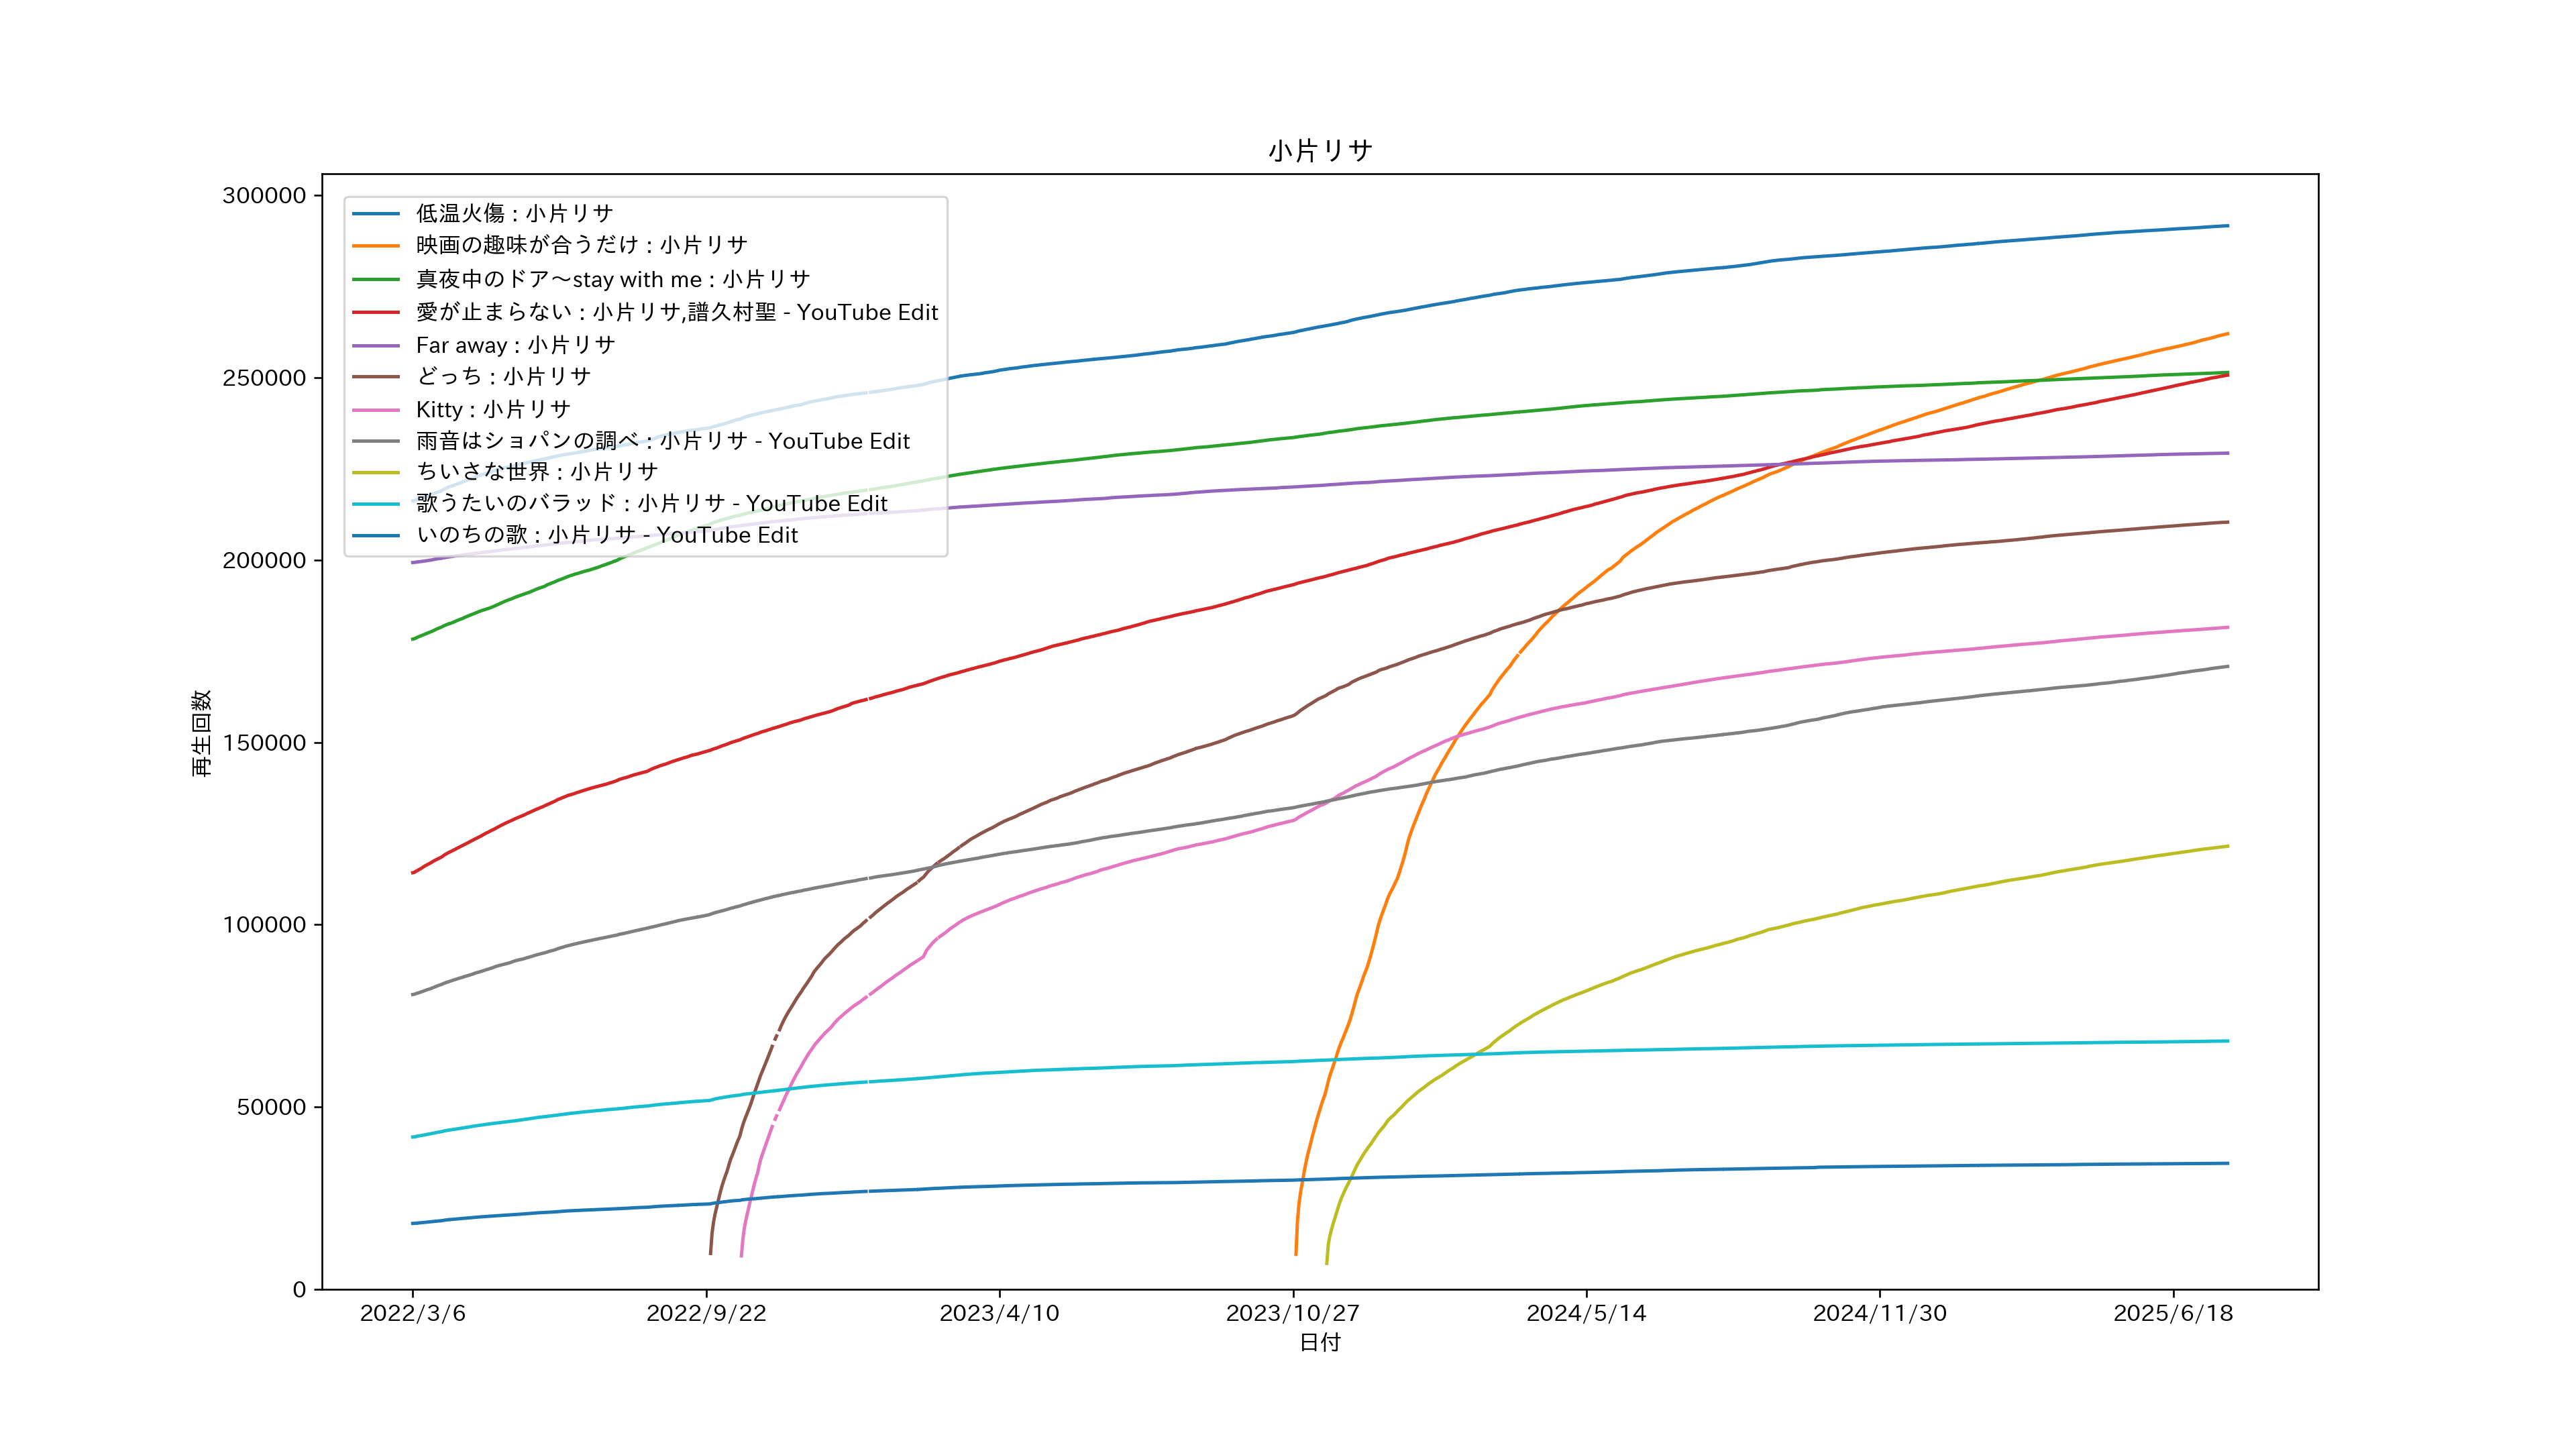 小片リサ
300000
250000
200000
150000
100000
50000
0
再生回数
低温火傷 : 小片リサ
映画の趣味が合うだけ : 小片リサ
真夜中のドア〜stay with me : 小片リサ
愛が止まらない : 小片リサ,譜久村聖 - YouTube Edit
Far away : 小片リサ
どっち : 小片リサ
Kitty : 小片リサ
雨音はショパンの調べ : 小片リサ - YouTube Edit
ちいさな世界 : 小片リサ
歌うたいのバラッド : 小片リサ - YouTube Edit
いのちの歌 : 小片リサ - YouTube Edit
2022/3/6
2022/9/22
2023/4/10
2023/10/27
2024/5/14
2024/11/30
2025/6/18
日付